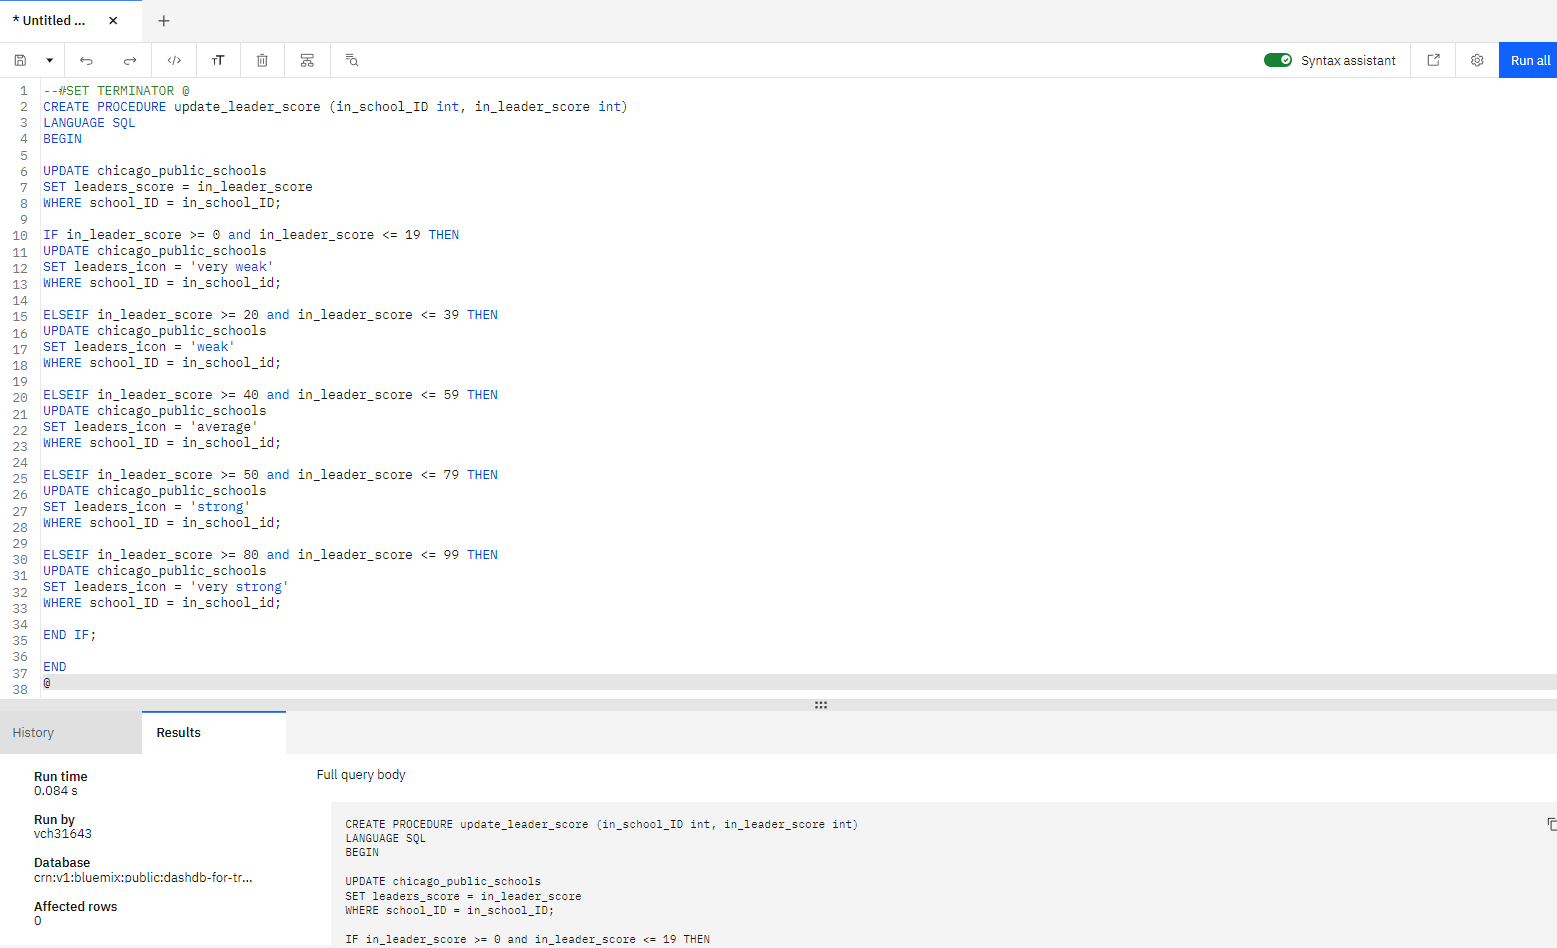 * Untitled ...
Syntax assistant
Run all
1 --#SET TERMINATOR @
2 CREATE PROCEDURE update_leader_score (in_school_ID int, in_leader_score int)
3 LANGUAGE SQL
4 BEGIN
5
6 UPDATE chicago_public_schools
7 SET leaders_score = in_leader_score
8 WHERE school_ID = in_school_ID;
9
10 IF in_leader_score >= 0 and in_leader_score <= 19 THEN
11 UPDATE chicago_public_schools
12 SET leaders_icon = 'very weak'
13 WHERE school_ID = in_school_id;
14
15 ELSEIF in_leader_score >= 20 and in_leader_score <= 39 THEN
16 UPDATE chicago_public_schools
17 SET leaders_icon = 'weak'
18 WHERE school_ID = in_school_id;
19
20 ELSEIF in_leader_score >= 40 and in_leader_score <= 59 THEN
21 UPDATE chicago_public_schools
22 SET leaders_icon = 'average'
23 WHERE school_ID = in_school_id;
24
25 ELSEIF in_leader_score >= 50 and in_leader_score <= 79 THEN
26 UPDATE chicago_public_schools
27 SET leaders_icon = 'strong'
28 WHERE school_ID = in_school_id;
29
30 ELSEIF in_leader_score >= 80 and in_leader_score <= 99 THEN
31 UPDATE chicago_public_schools
32 SET leaders_icon = 'very strong'
33 WHERE school_ID = in_school_id;
34
35 END IF;
36
37 END
38 @
History
Results
Run time
0.084 s
Run by
vch31643
Database
crn:v1:bluemix:public:dashdb-for-tr...
Affected rows
0
Full query body
CREATE PROCEDURE update_leader_score (in_school_ID int, in_leader_score int)
LANGUAGE SQL
BEGIN
UPDATE chicago_public_schools
SET leaders_score = in_leader_score
WHERE school_ID = in_school_ID;
IF in_leader_score >= 0 and in_leader_score <= 19 THEN